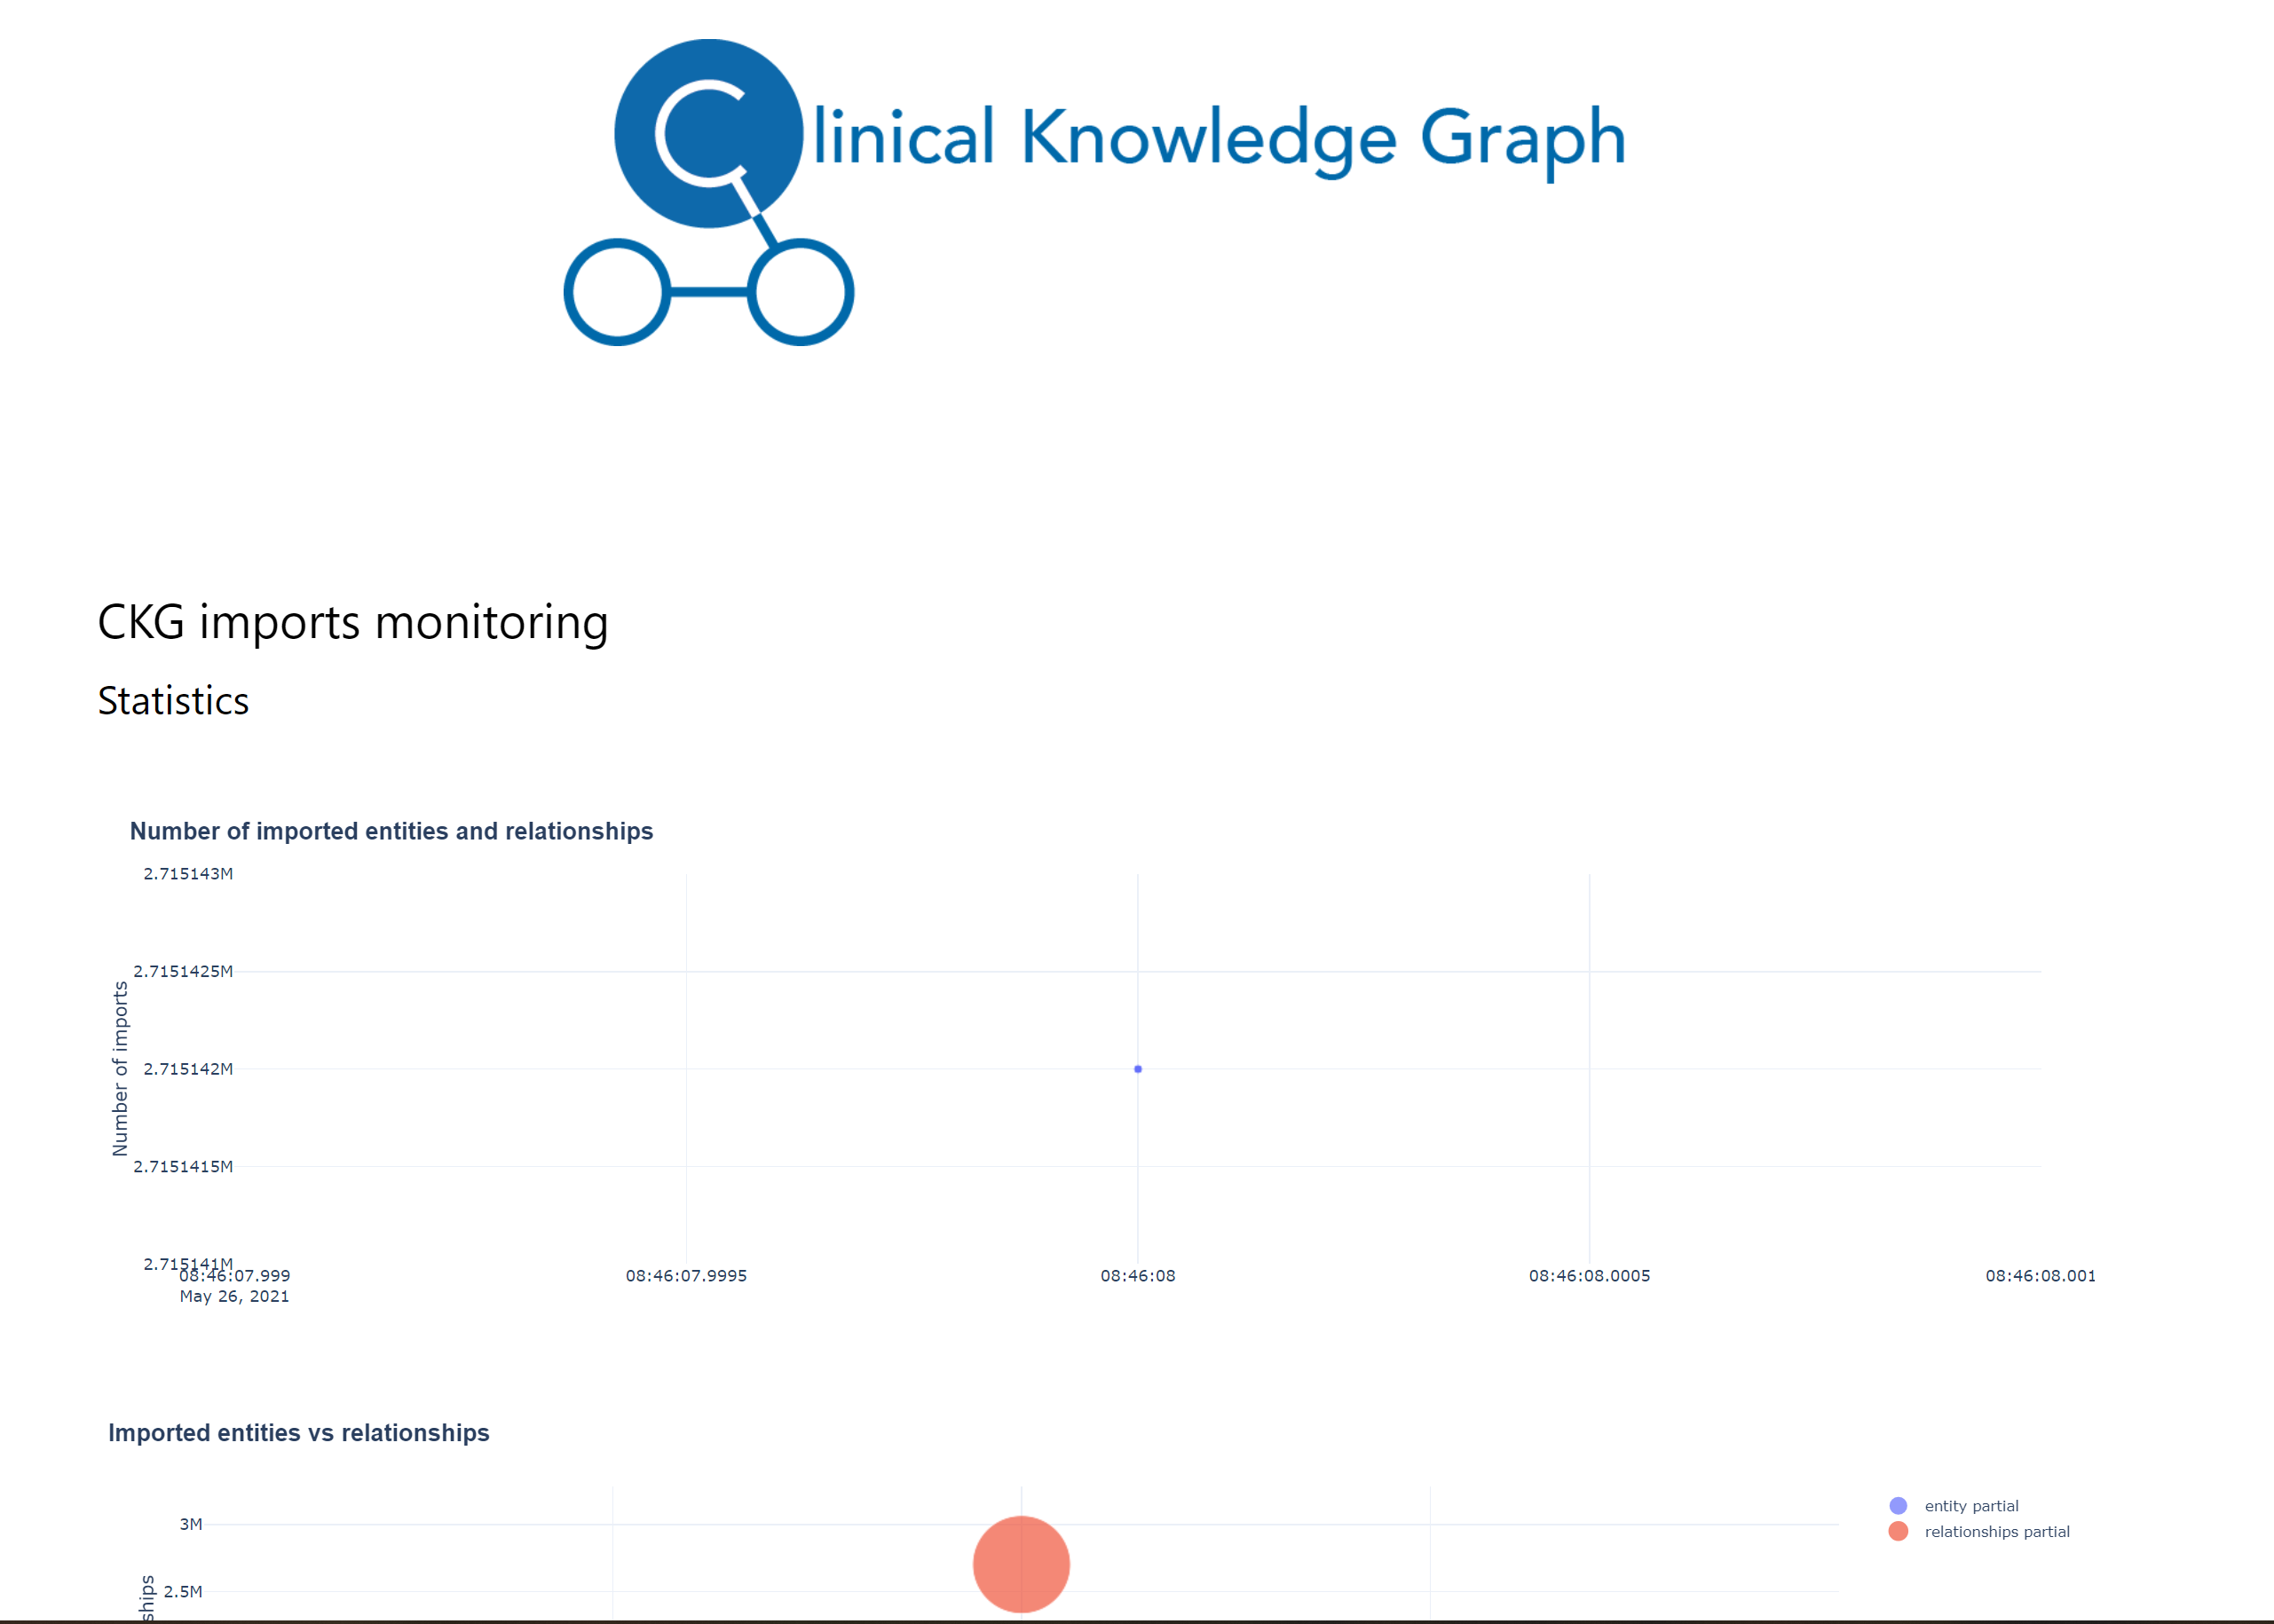 Clinical Knowledge Graph
CKG imports monitoring
Statistics
Number of imported entities and relationships
2.715143M
2.7151425M
2.715142M
2.7151415M
2.715141M
Number of imports
08:46:07.999
May 26, 2021
08:46:07.9995
08:46:08
08:46:08.0005
08:46:08.001
Imported entities vs relationships
3M
2.5M
entity partial
relationships partial